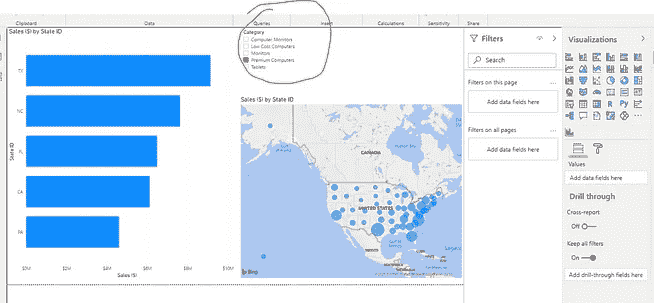 Clipboard
Data
Queries
Insert
Calculations
Sensitivity
Share
Sales ($) by State ID
State ID
TX
NC
FL
CA
PA
$0M
$2M
$4M
$6M
$8M
$10M
Sales ($)
Category
Computer Monitors
Low Cost Computers
Monitors
Premium Computers
Tablets
Sales ($) by State ID
CANADA
UNITED STATES
Bing
Filters
Search
Filters on this page
Add data fields here
Filters on all pages
Add data fields here
Visualizations
Values
Add data fields here
Drill through
Cross-report
Off
Keep all filters
On
Add drill-through fields here